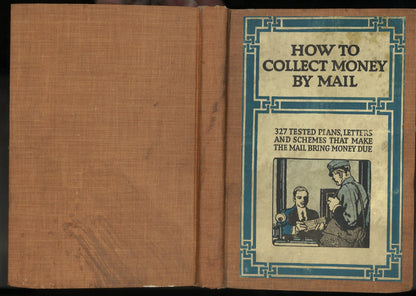 HOW TO
COLLECT MONEY
BY MAIL
327 TESTED PLANS, LETTERS
AND SCHEMES THAT MAKE
THE MAIL BRING MONEY DUE